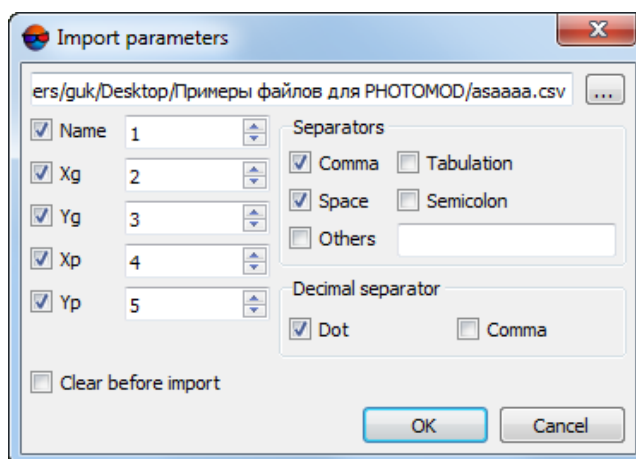 Import parameters
ers/guk/Desktop/Примеры файлов для PHOTOMOD/asaaaa.csv ...
Name 1
Xg 2
Yg 3
Xp 4
Yp 5
Clear before import
Separators
Comma Tabulation
Space Semicolon
Others
Decimal separator
Dot Comma
OK Cancel